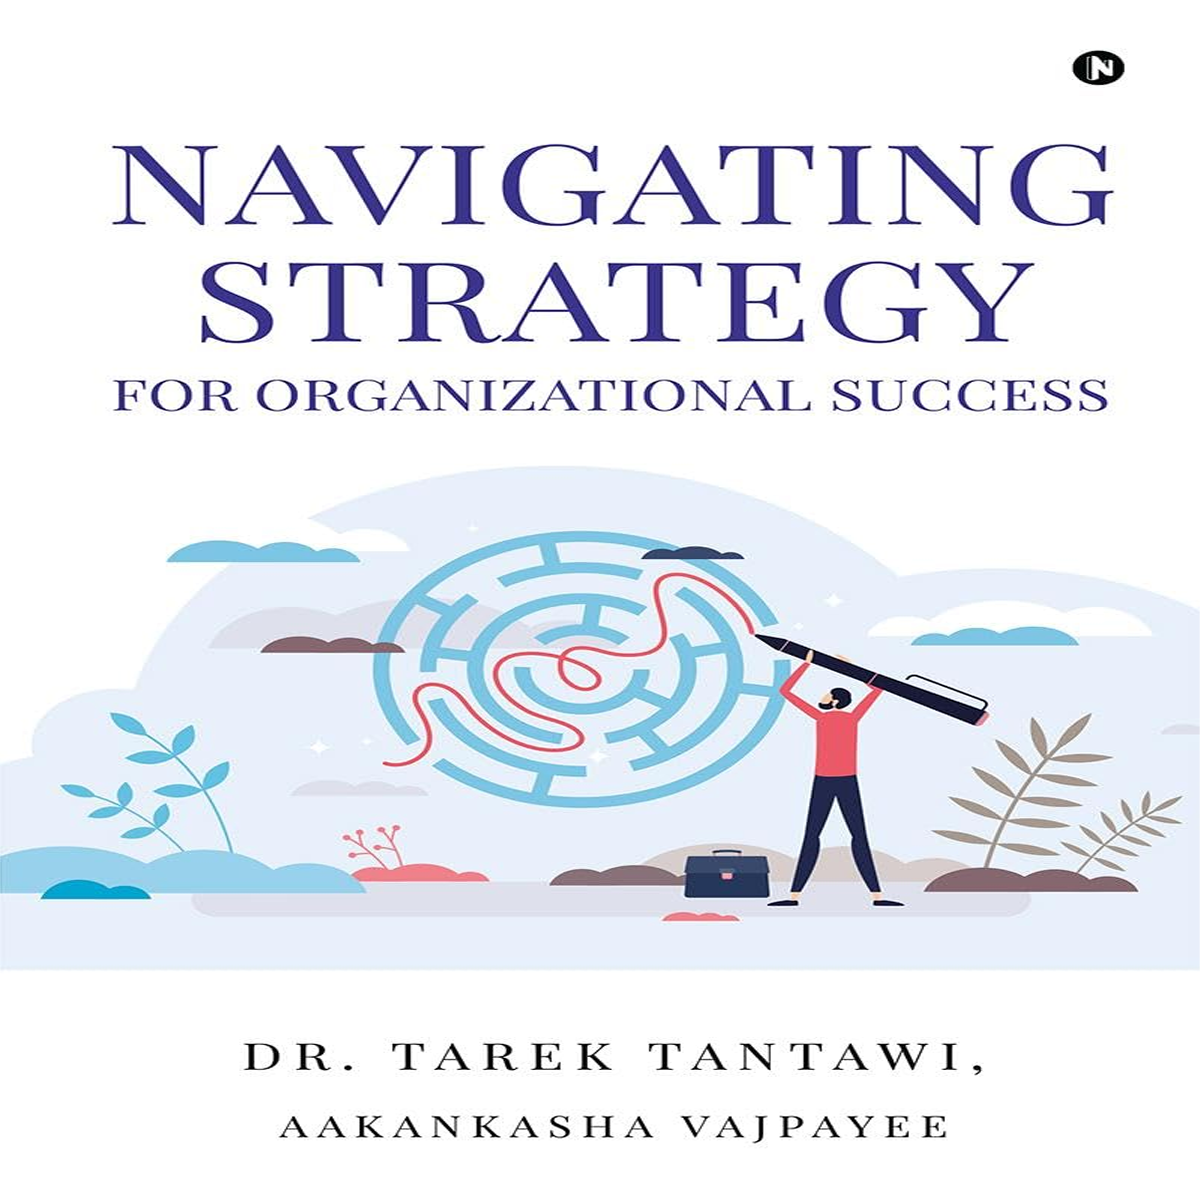 N
NAVIGATING
STRATEGY
FOR ORGANIZATIONAL SUCCESS
DR. TAREK TANTAWI,
AAKANKASHA VAJPAYEE